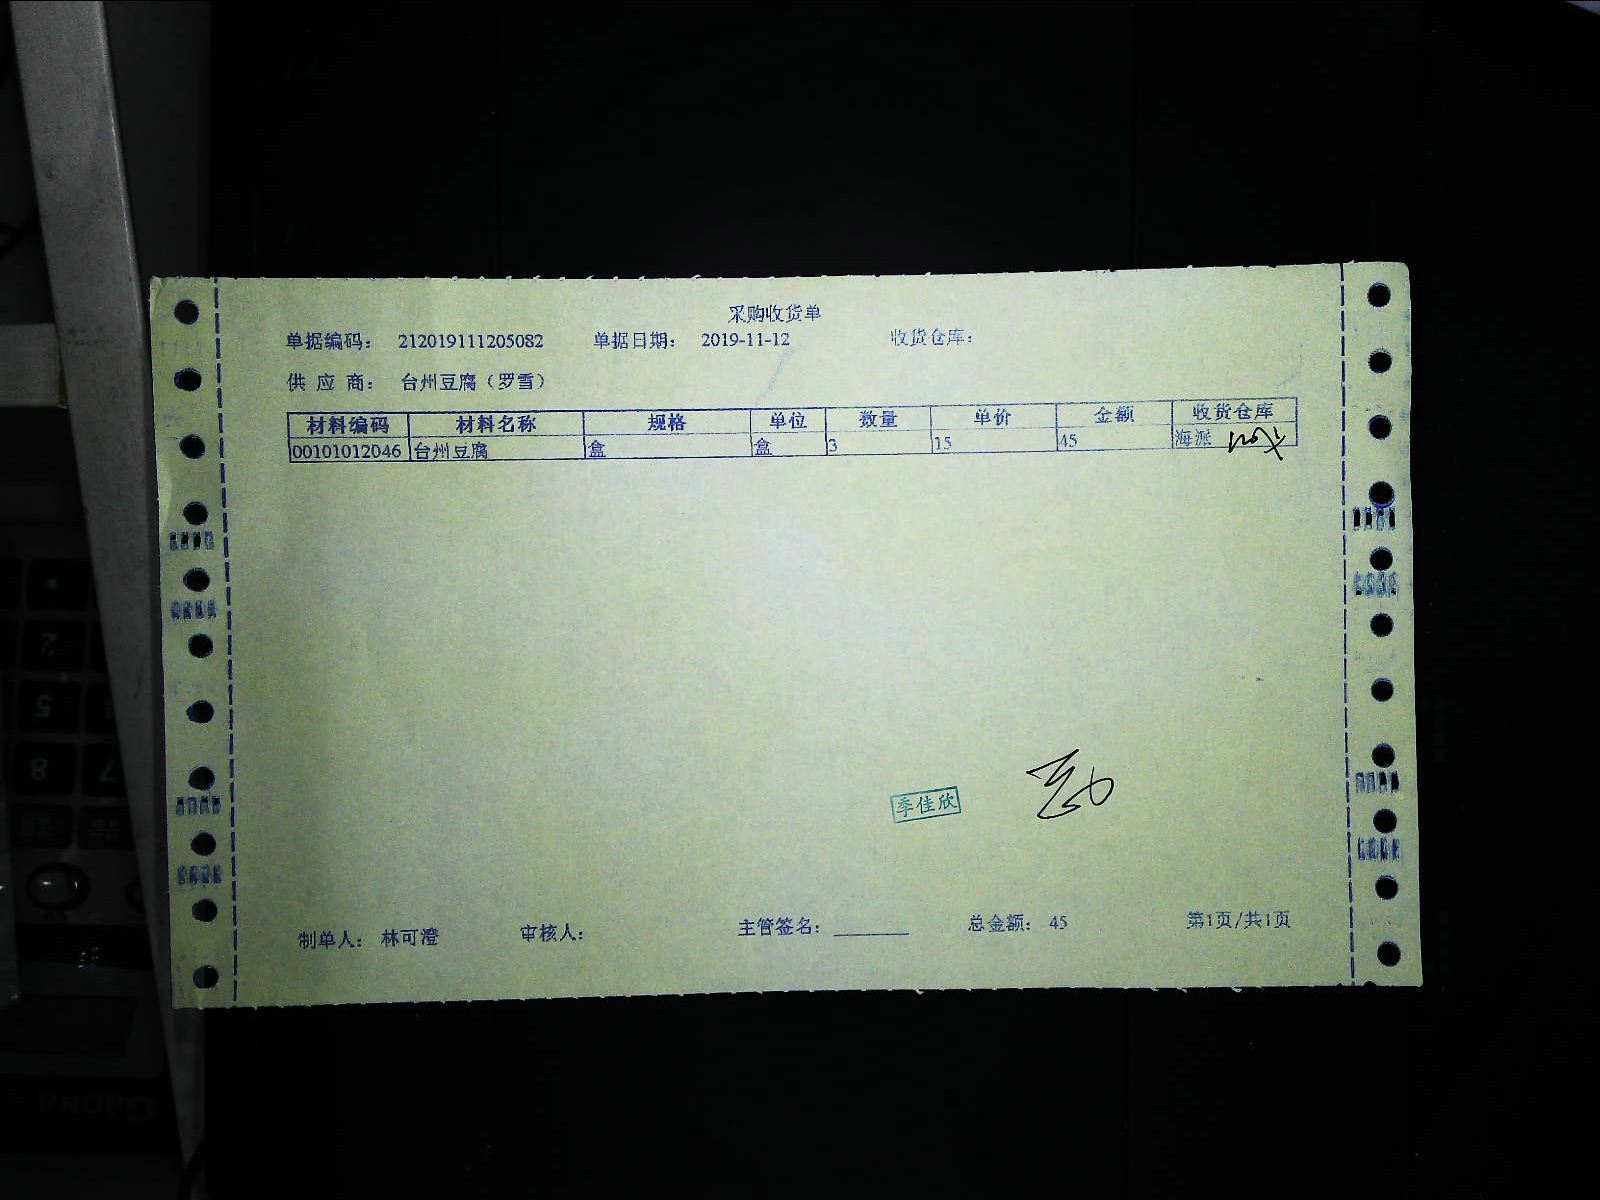 采购收货单
单据编码： 212019111205082 单据日期： 2019-11-12 收货仓库：
供 应 商： 台州豆腐（罗雪）
材料编码 材料名称 规格 单位 数量 单价 金额 收货仓库
00101012046 台州豆腐 盒 盒 3 15 45 海派
季佳欣
制单人： 林可澄 审核人： 主管签名： ________ 总金额： 45 第1页/共1页